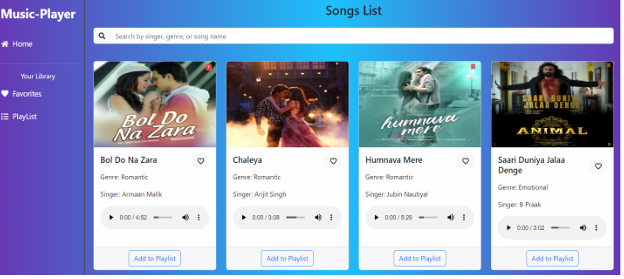 Music-Player
Home
Your Library
Favorites
PlayList
Songs List
Search by singer, genre, or song name
BOL DO
NA ZARA
Bol Do Na Zara
Genre: Romantic
Singer: Armaan Malik
0:00 / 4:52
Add to Playlist
Chaleya
Genre: Romantic
Singer: Arijit Singh
0:00 / 3:08
Add to Playlist
humnava
mere
Humnava Mere
Genre: Romantic
Singer: Jubin Nautiyal
0:00 / 5:29
Add to Playlist
SAARI DUNIYA
JALAA DENGE
ANIMAL
Saari Duniya Jalaa
Denge
Genre: Emotional
Singer: B Praak
0:00 / 3:02
Add to Playlist